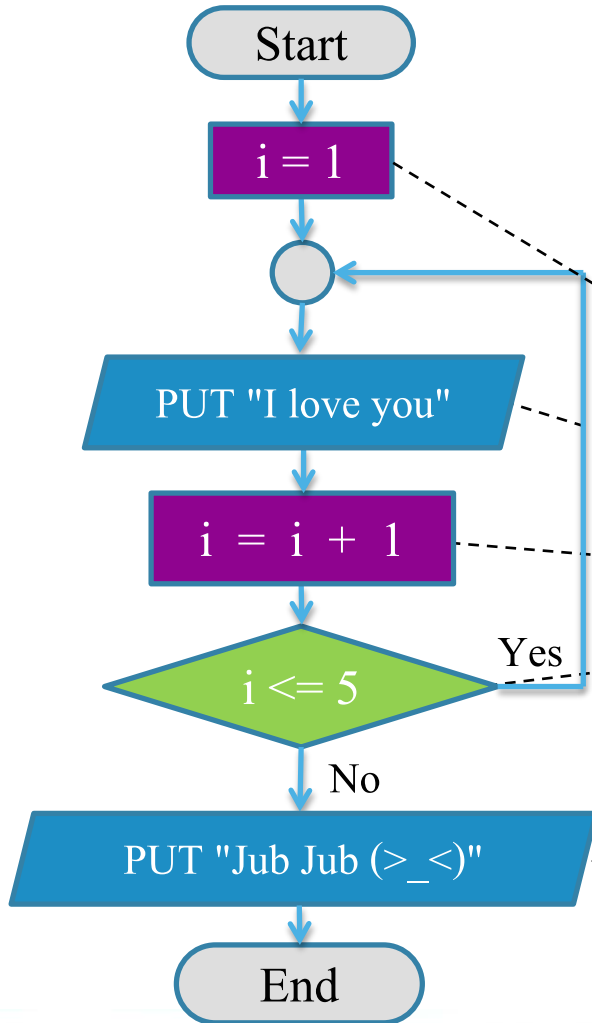 Start
i = 1
PUT "I love you"
i = i + 1
i <= 5
Yes
No
PUT "Jub Jub (>_<)"
End